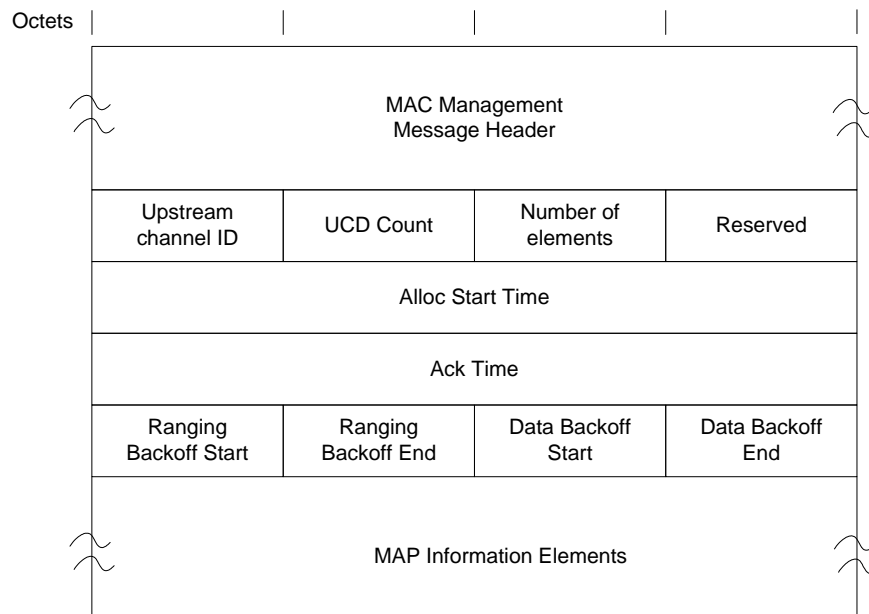 Octets
MAC Management
Message Header
Upstream
channel ID
UCD Count
Number of
elements
Reserved
Alloc Start Time
Ack Time
Ranging
Backoff Start
Ranging
Backoff End
Data Backoff
Start
Data Backoff
End
MAP Information Elements